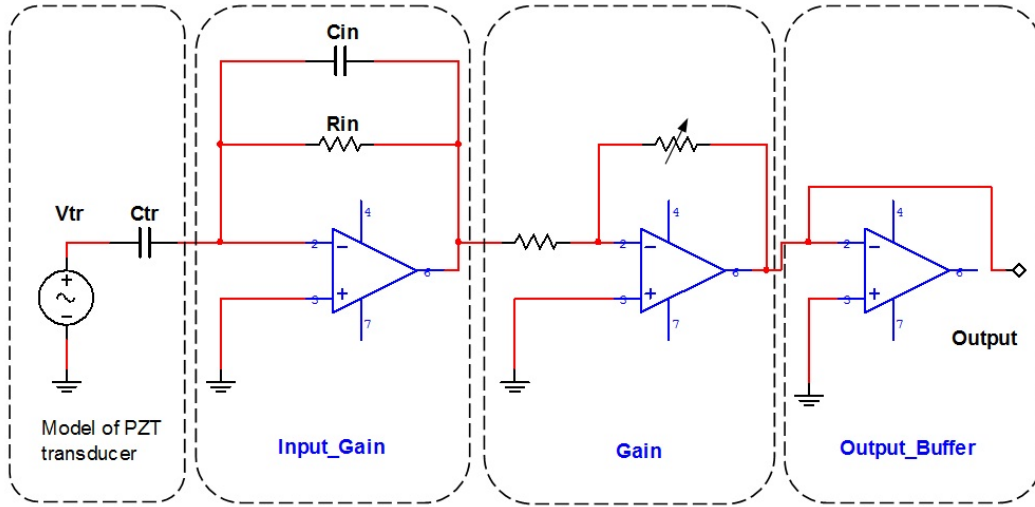 Cin
Rin
Vtr
Ctr
4
2
6
3
7
4
2
6
3
7
4
2
6
3
7
Output
Model of PZT
transducer
Input_Gain
Gain
Output_Buffer